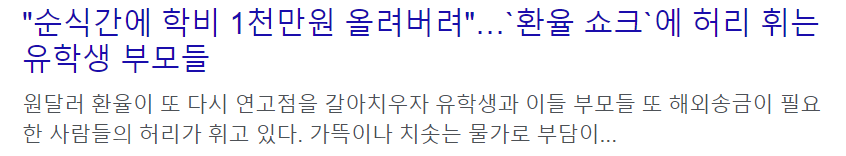 "순식간에 학비 1천만원 올려버려"…`환율 쇼크`에 허리 휘는
유학생 부모들
원달러 환율이 또 다시 연고점을 갈아치우자 유학생과 이들 부모들 또 해외송금이 필요
한 사람들의 허리가 휘고 있다. 가뜩이나 치솟는 물가로 부담이...